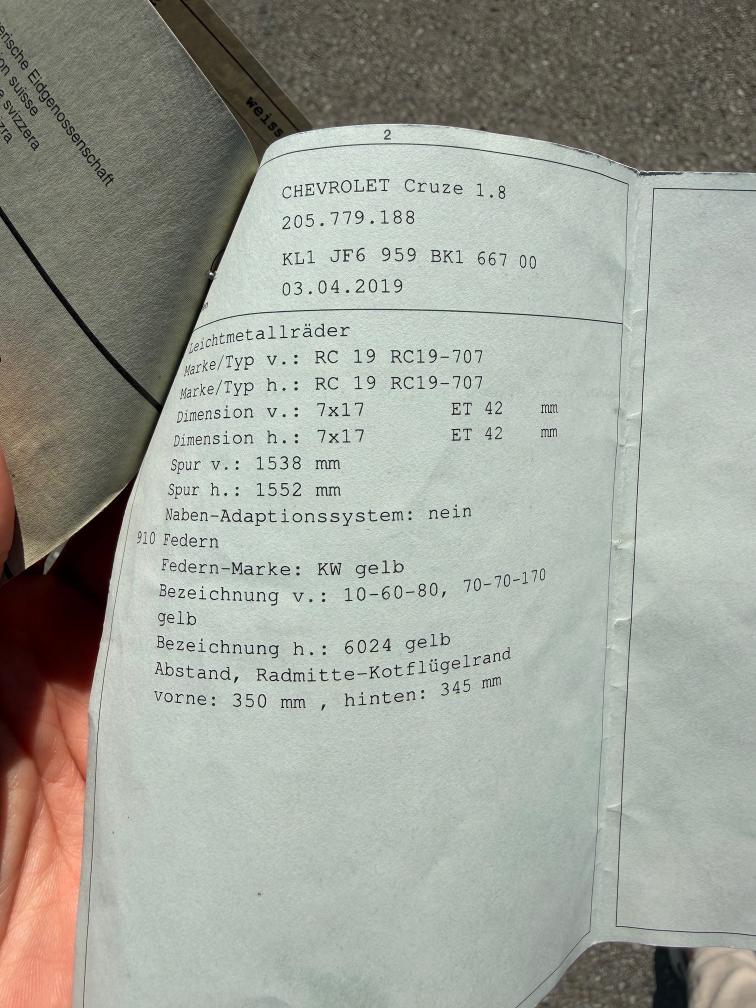 erische Eidgenossenschaft
on suisse
svizzera
zra
weiss
2
CHEVROLET Cruze 1.8
205.779.188
KL1 JF6 959 BK1 667 00
03.04.2019
Leichtmetallräder
Marke/Typ v.: RC 19 RC19-707
Marke/Typ h.: RC 19 RC19-707
Dimension v.: 7x17 ET 42 mm
Dimension h.: 7x17 ET 42 mm
Spur v.: 1538 mm
Spur h.: 1552 mm
Naben-Adaptionssystem: nein
910 Federn
Federn-Marke: KW gelb
Bezeichnung v.: 10-60-80, 70-70-170
gelb
Bezeichnung h.: 6024 gelb
Abstand, Radmitte-Kotflügelrand
vorne: 350 mm , hinten: 345 mm